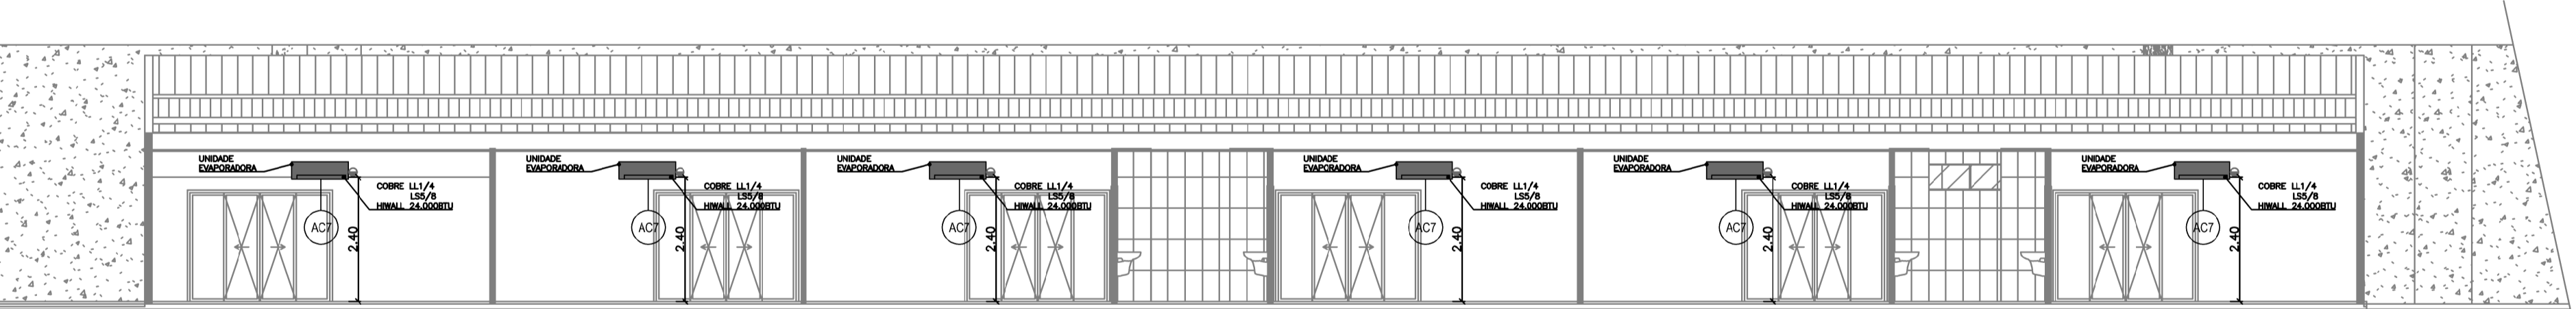 UNIDADE
EVAPORADORA
COBRE LL1/4
LS5/8
HIWALL 24.000BTU
AC7
2.40
UNIDADE
EVAPORADORA
COBRE LL1/4
LS5/8
HIWALL 24.000BTU
AC7
2.40
UNIDADE
EVAPORADORA
COBRE LL1/4
LS5/8
HIWALL 24.000BTU
AC7
2.40
UNIDADE
EVAPORADORA
COBRE LL1/4
LS5/8
HIWALL 24.000BTU
AC7
2.40
UNIDADE
EVAPORADORA
COBRE LL1/4
LS5/8
HIWALL 24.000BTU
AC7
2.40
UNIDADE
EVAPORADORA
COBRE LL1/4
LS5/8
HIWALL 24.000BTU
AC7
2.40